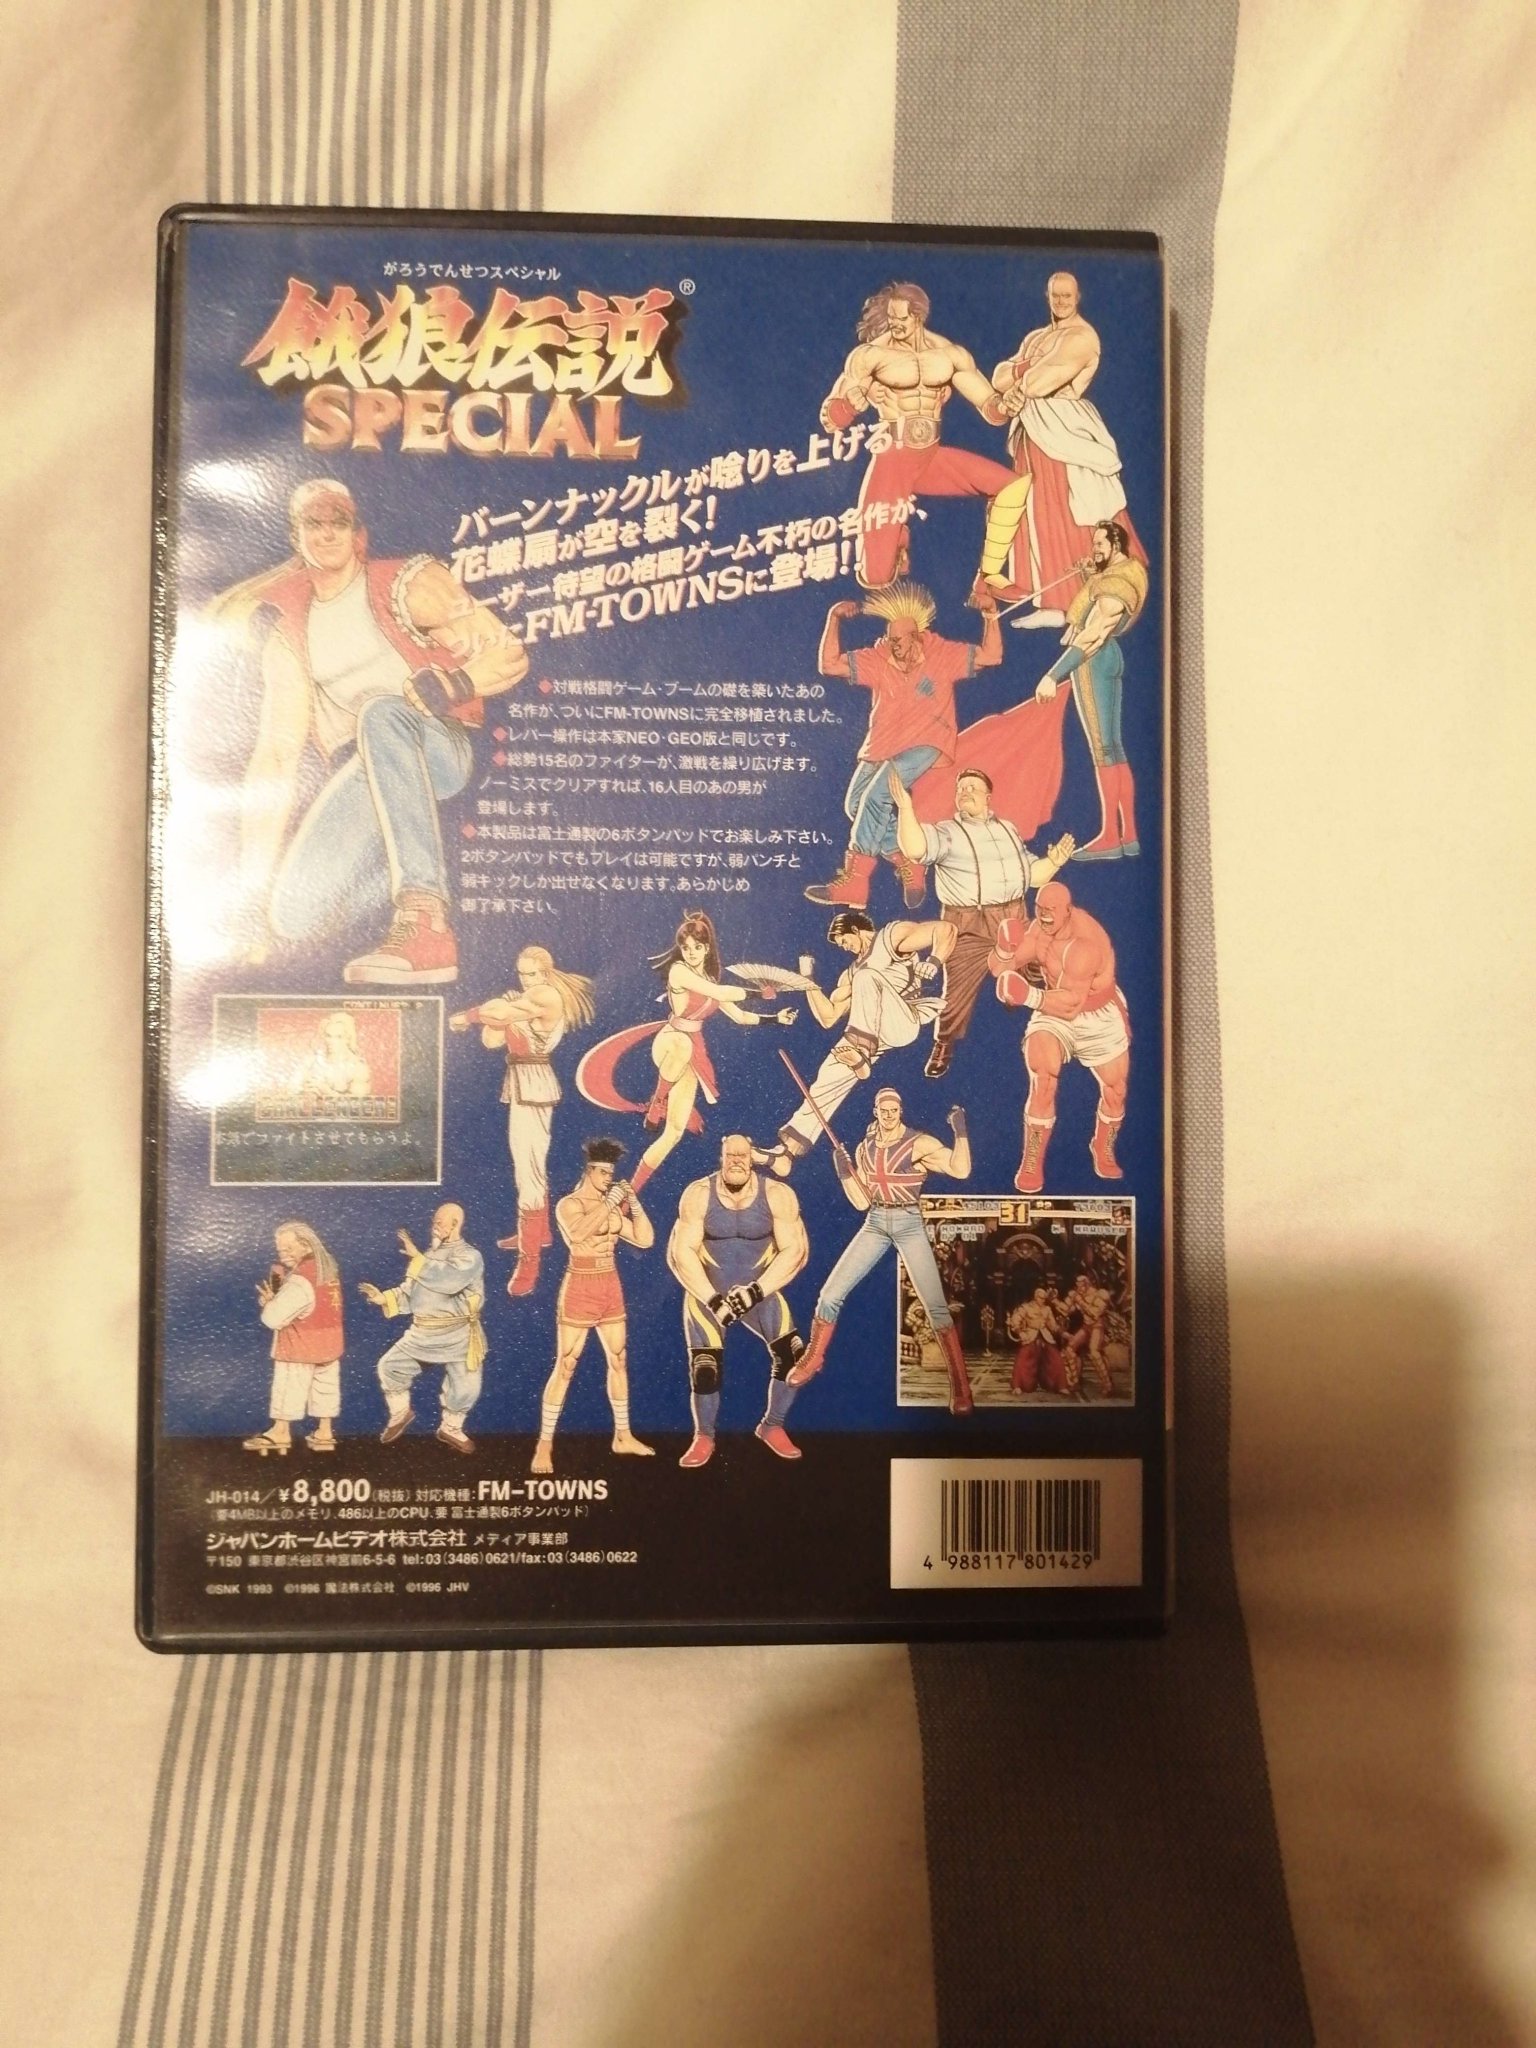 がろうでんせつスペシャル
餓狼伝説®
SPECIAL
バーンナックルが唸りを上げる!
花蝶扇が空を裂く!
ユーザー待望の格闘ゲーム不朽の名作が、
ついにFM-TOWNSに登場!!
◆対戦格闘ゲーム・ブームの礎を築いたあの
名作が、ついにFM-TOWNSに完全移植されました。
◆レバー操作は本家NEO・GEO版と同じです。
◆総勢15名のファイターが、激戦を繰り広げます。
ノーミスでクリアすれば、16人目のあの男が
登場します。
◆本製品は富士通製の6ボタンパッドでお楽しみ下さい。
2ボタンパッドでもプレイは可能ですが、弱パンチと
弱キックしか出せなくなります。あらかじめ
御了承下さい。
CONTINUE?
CHALLENGERS
でファイトさせてもらうよ。
31
JH-014/¥8,800(税抜) 対応機種:FM-TOWNS
(要4MB以上のメモリ、486以上のCPU、要 富士通製6ボタンパッド)
ジャパンホームビデオ株式会社 メディア事業部
〒150 東京都渋谷区神宮前6-5-6 tel:03(3486)0621/fax:03(3486)0622
©SNK 1993 ©1996 魔法株式会社 ©1996 JHV
4 988117 801429